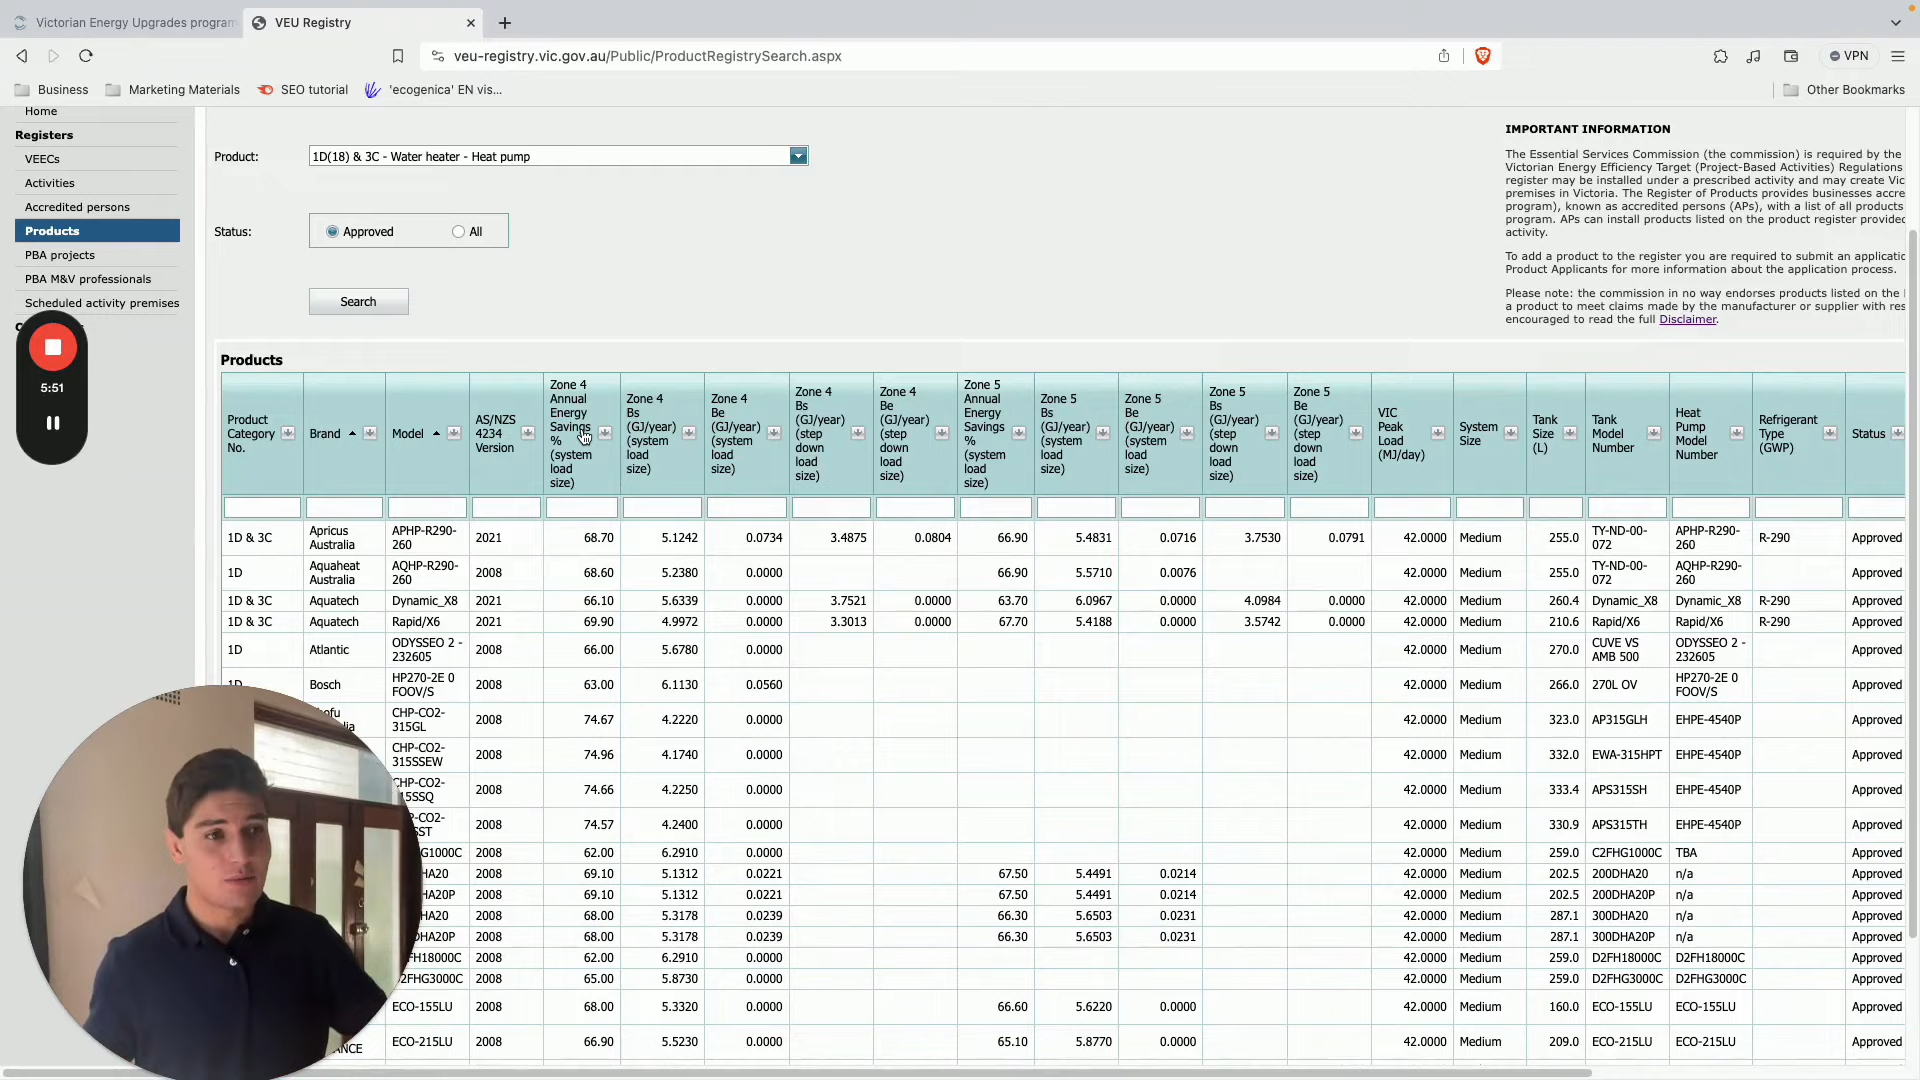 Victorian Energy Upgrades program
VEU Registry
veu-registry.vic.gov.au/Public/ProductRegistrySearch.aspx
VPN
Business
Marketing Materials
SEO tutorial
'ecogenica' EN vis...
Other Bookmarks
Home
Registers
VEECs
Activities
Accredited persons
Products
PBA projects
PBA M&V professionals
Scheduled activity premises
5:51
Product:
1D(18) & 3C - Water heater - Heat pump
Status:
Approved
All
Search
IMPORTANT INFORMATION
The Essential Services Commission (the commission) is required by the
Victorian Energy Efficiency Target (Project-Based Activities) Regulations
register may be installed under a prescribed activity and may create Vic
premises in Victoria. The Register of Products provides businesses accre
program), known as accredited persons (APs), with a list of all products
program. APs can install products listed on the product register provided
activity.
To add a product to the register you are required to submit an applicatic
Product Applicants for more information about the application process.
Please note: the commission in no way endorses products listed on the
a product to meet claims made by the manufacturer or supplier with res
encouraged to read the full Disclaimer.
Products
Product Category No. Brand Model AS/NZS 4234 Version Zone 4 Annual Energy Savings % (system load size) Zone 4 Bs (GJ/year) (system load size) Zone 4 Be (GJ/year) (system load size) Zone 4 Bs (GJ/year) (step down load size) Zone 4 Be (GJ/year) (step down load size) Zone 5 Annual Energy Savings % (system load size) Zone 5 Bs (GJ/year) (system load size) Zone 5 Be (GJ/year) (system load size) Zone 5 Bs (GJ/year) (step down load size) Zone 5 Be (GJ/year) (step down load size) VIC Peak Load (MJ/day) System Size Tank Size (L) Tank Model Number Heat Pump Model Number Refrigerant Type (GWP) Status
1D & 3C Apricus Australia APHP-R290-260 2021 68.70 5.1242 0.0734 3.4875 0.0804 66.90 5.4831 0.0716 3.7530 0.0791 42.0000 Medium 255.0 TY-ND-00-072 APHP-R290-260 R-290 Approved
1D Aquaheat Australia AQHP-R290-260 2008 68.60 5.2380 0.0000 66.90 5.5710 0.0076 42.0000 Medium 255.0 TY-ND-00-072 AQHP-R290-260 Approved
1D & 3C Aquatech Dynamic_X8 2021 66.10 5.6339 0.0000 3.7521 0.0000 63.70 6.0967 0.0000 4.0984 0.0000 42.0000 Medium 260.4 Dynamic_X8 Dynamic_X8 R-290 Approved
1D & 3C Aquatech Rapid/X6 2021 69.90 4.9972 0.0000 3.3013 0.0000 67.70 5.4188 0.0000 3.5742 0.0000 42.0000 Medium 210.6 Rapid/X6 Rapid/X6 R-290 Approved
1D Atlantic ODYSSEO 2 - 232605 2008 66.00 5.6780 0.0000 42.0000 Medium 270.0 CUVE VS AMB 500 ODYSSEO 2 - 232605 Approved
1D Bosch HP270-2E 0 FOOV/S 2008 63.00 6.1130 0.0560 42.0000 Medium 266.0 270L OV HP270-2E 0 FOOV/S Approved
CHP-CO2-315GL 2008 74.67 4.2220 0.0000 42.0000 Medium 323.0 AP315GLH EHPE-4540P Approved
CHP-CO2-315SSEW 2008 74.96 4.1740 0.0000 42.0000 Medium 332.0 EWA-315HPT EHPE-4540P Approved
CHP-CO2-15SSQ 2008 74.66 4.2250 0.0000 42.0000 Medium 333.4 APS315SH EHPE-4540P Approved
P-CO2-SST 2008 74.57 4.2400 0.0000 42.0000 Medium 330.9 APS315TH EHPE-4540P Approved
HG1000C 2008 62.00 6.2910 0.0000 42.0000 Medium 259.0 C2FHG1000C TBA Approved
HA20 2008 69.10 5.1312 0.0221 67.50 5.4491 0.0214 42.0000 Medium 202.5 200DHA20 n/a Approved
DHA20P 2008 69.10 5.1312 0.0221 67.50 5.4491 0.0214 42.0000 Medium 202.5 200DHA20P n/a Approved
HA20 2008 68.00 5.3178 0.0239 66.30 5.6503 0.0231 42.0000 Medium 287.1 300DHA20 n/a Approved
DHA20P 2008 68.00 5.3178 0.0239 66.30 5.6503 0.0231 42.0000 Medium 287.1 300DHA20P n/a Approved
FH18000C 2008 62.00 6.2910 0.0000 42.0000 Medium 259.0 D2FH18000C D2FH18000C Approved
2FHG3000C 2008 65.00 5.8730 0.0000 42.0000 Medium 259.0 D2FHG3000C D2FHG3000C Approved
ECO-155LU 2008 68.00 5.3320 0.0000 66.60 5.6220 0.0000 42.0000 Medium 160.0 ECO-155LU ECO-155LU Approved
ANCE ECO-215LU 2008 66.90 5.5230 0.0000 65.10 5.8770 0.0000 42.0000 Medium 209.0 ECO-215LU ECO-215LU Approved